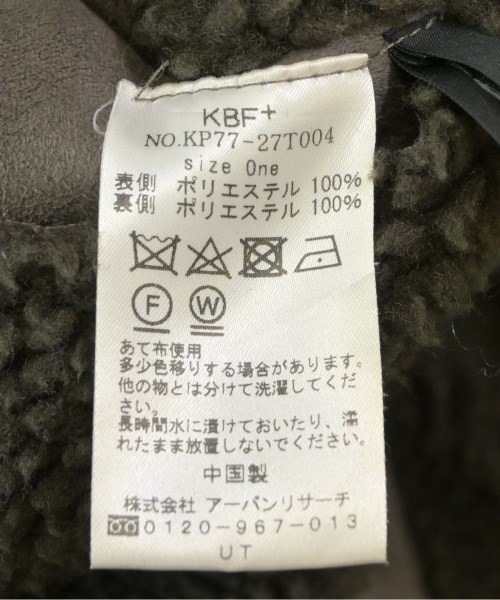 KBF+
NO.KP77-27T004
size One
表側 ポリエステル 100%
裏側 ポリエステル 100%
F W
あて布使用
多少色移りする場合があります。
他の物とは分けて洗濯してくだ
さい。
長時間水に漬けておいたり、濡
れたまま放置しないでください。
中国製
株式会社 アーバンリサーチ
0120-967-013
UT